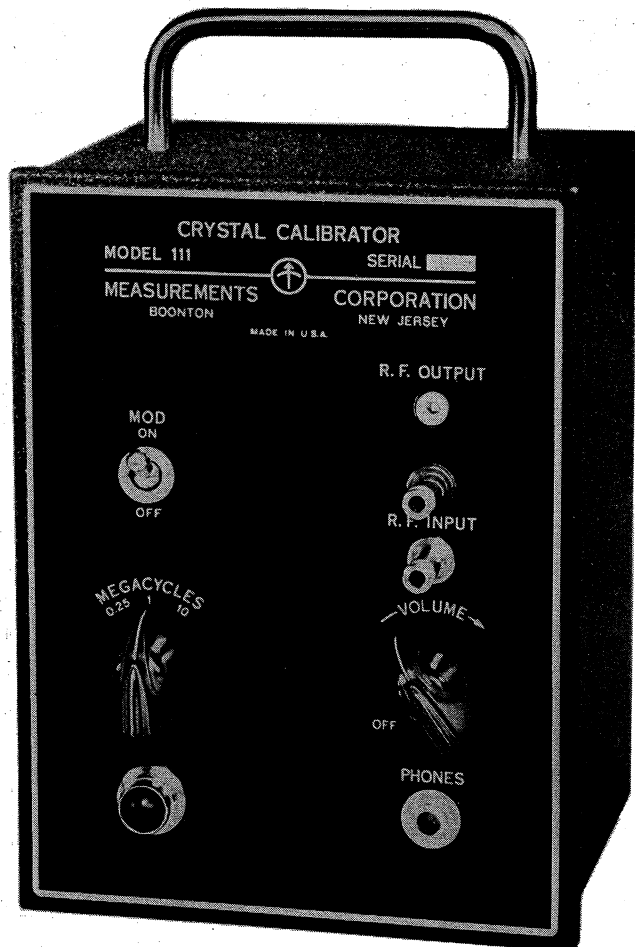 CRYSTAL CALIBRATOR
MODEL 111 SERIAL
MEASUREMENTS CORPORATION
BOONTON NEW JERSEY
MADE IN U.S.A.
R.F. OUTPUT
MOD
ON
OFF
R.F. INPUT
MEGACYCLES
0.25 1 10
VOLUME
OFF
PHONES